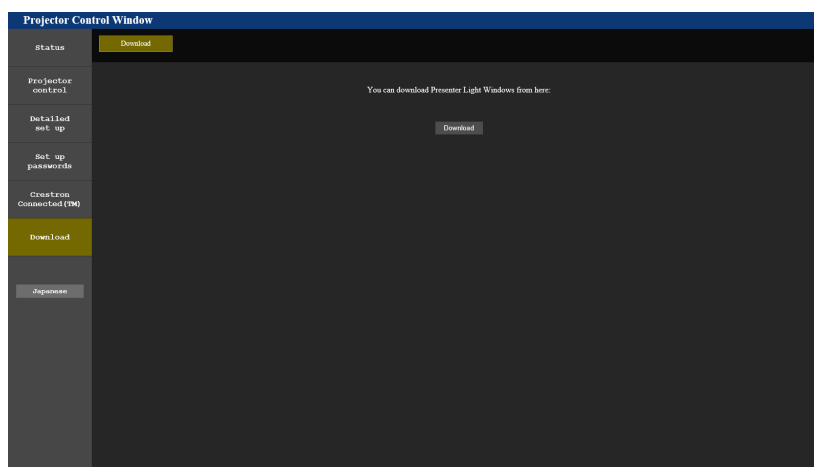 Projector Control Window
Status
Projector
control
Detailed
set up
Set up
passwords
Crestron
Connected(TM)
Download
Japanese
Download
You can download Presenter Light Windows from here:
Download